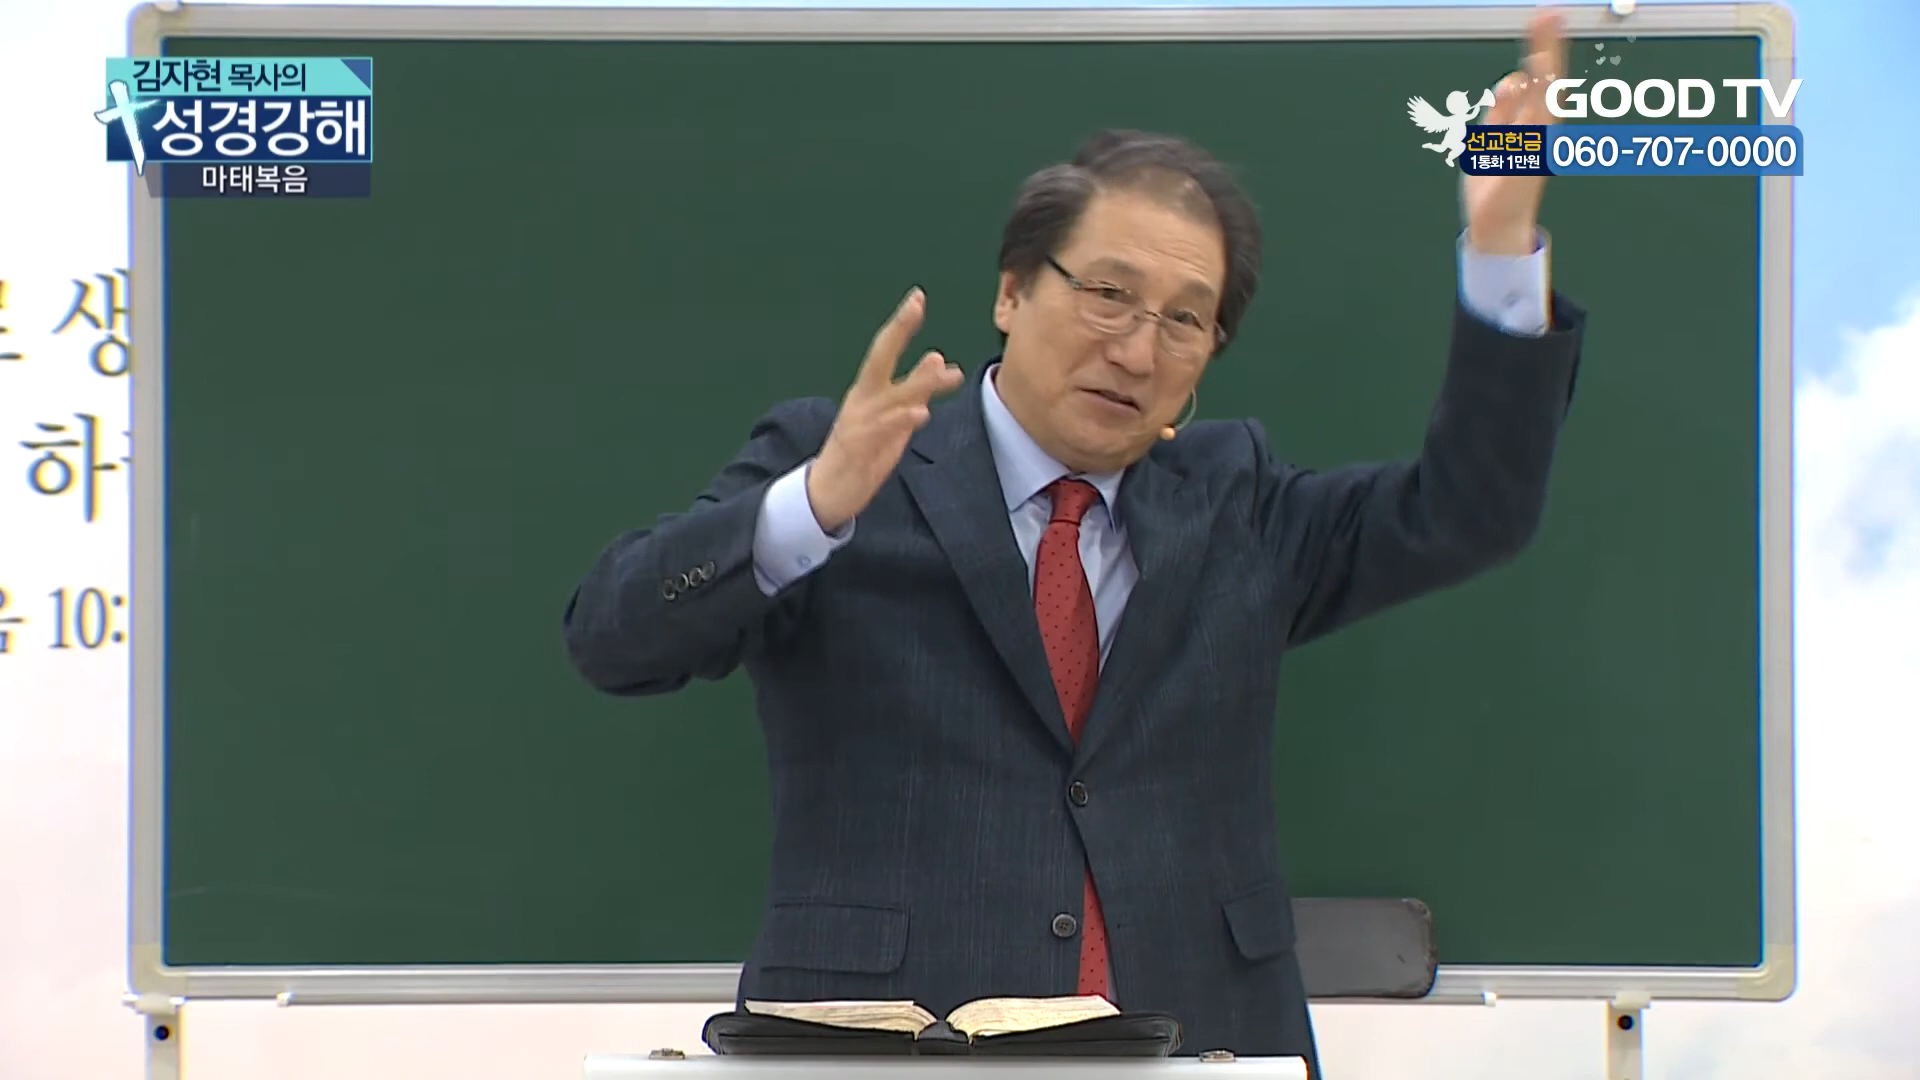 김자현 목사의
성경강해
마태복음
GOOD TV
선교헌금
1통화 1만원
060-707-0000
생
하
음 10: